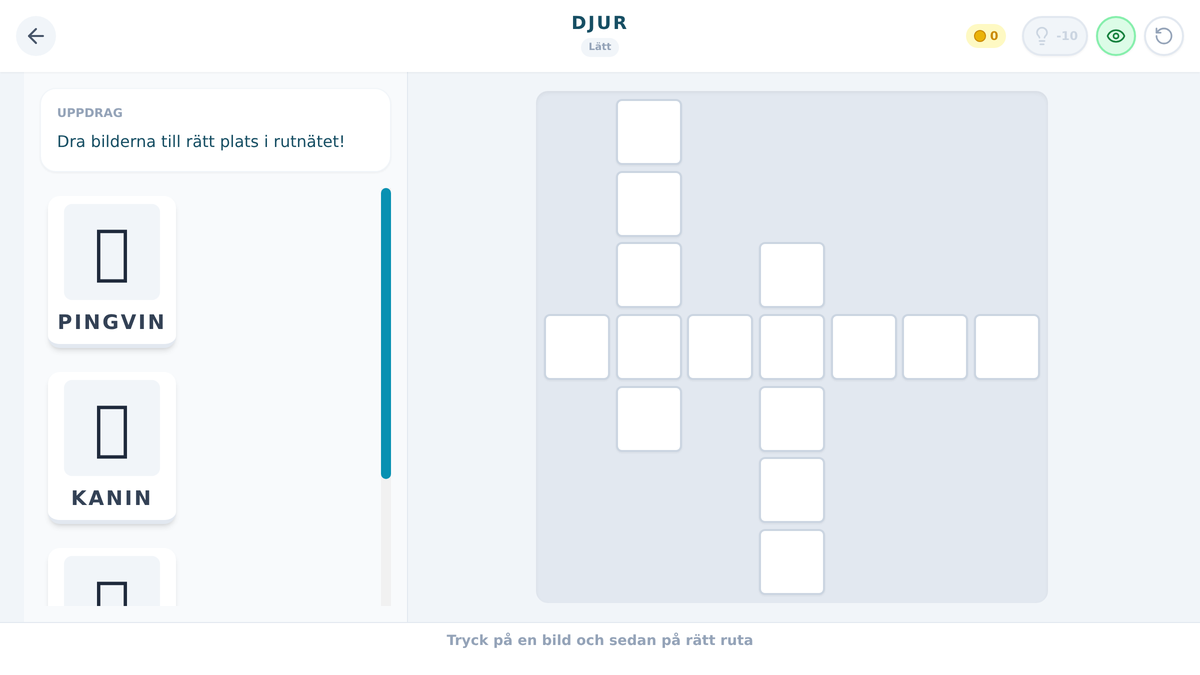 DJUR
Lätt
0
-10
UPPDRAG
Dra bilderna till rätt plats i rutnätet!
PINGVIN
KANIN
Tryck på en bild och sedan på rätt ruta